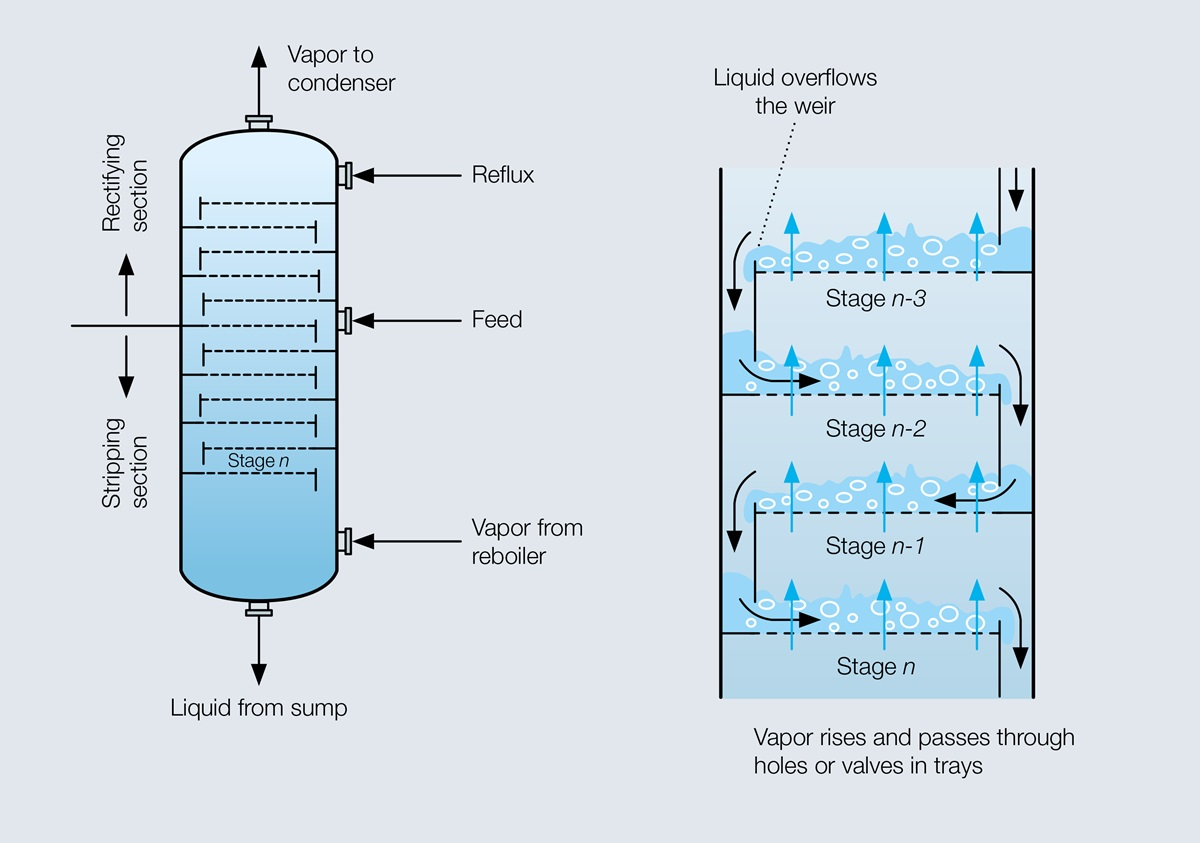 Vapor to
condenser
Rectifying
section
Reflux
Feed
Stripping
section
Stage n
Vapor from
reboiler
Liquid from sump
Liquid overflows
the weir
Stage n-3
Stage n-2
Stage n-1
Stage n
Vapor rises and passes through
holes or valves in trays